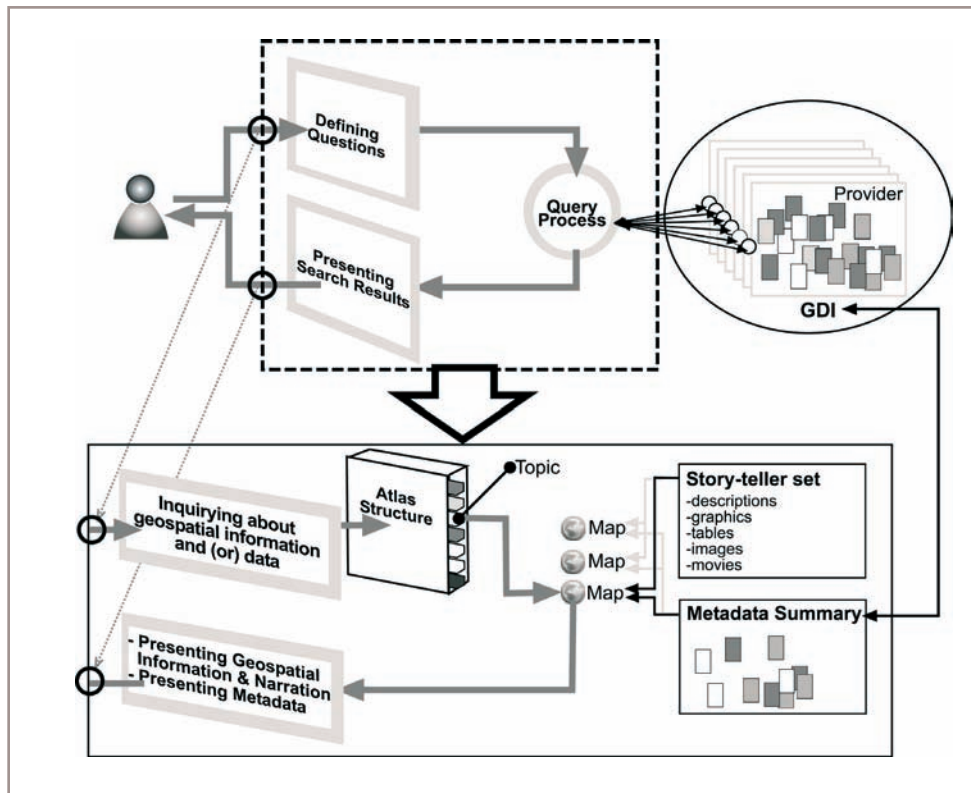 Defining
Questions
Query
Process
Presenting
Search Results
Provider
GDI
Topic
Atlas
Structure
Inquirying about
geospatial information
and (or) data
Map
Map
Map
Story-teller set
-descriptions
-graphics
-tables
-images
-movies
Metadata Summary
- Presenting Geospatial
Information & Narration
- Presenting Metadata